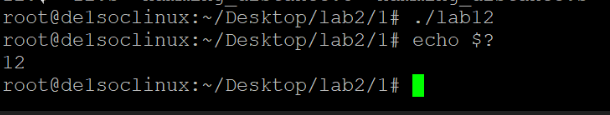 root@de1soclinux:~/Desktop/lab2/1# ./lab12
root@de1soclinux:~/Desktop/lab2/1# echo $?
12
root@de1soclinux:~/Desktop/lab2/1#